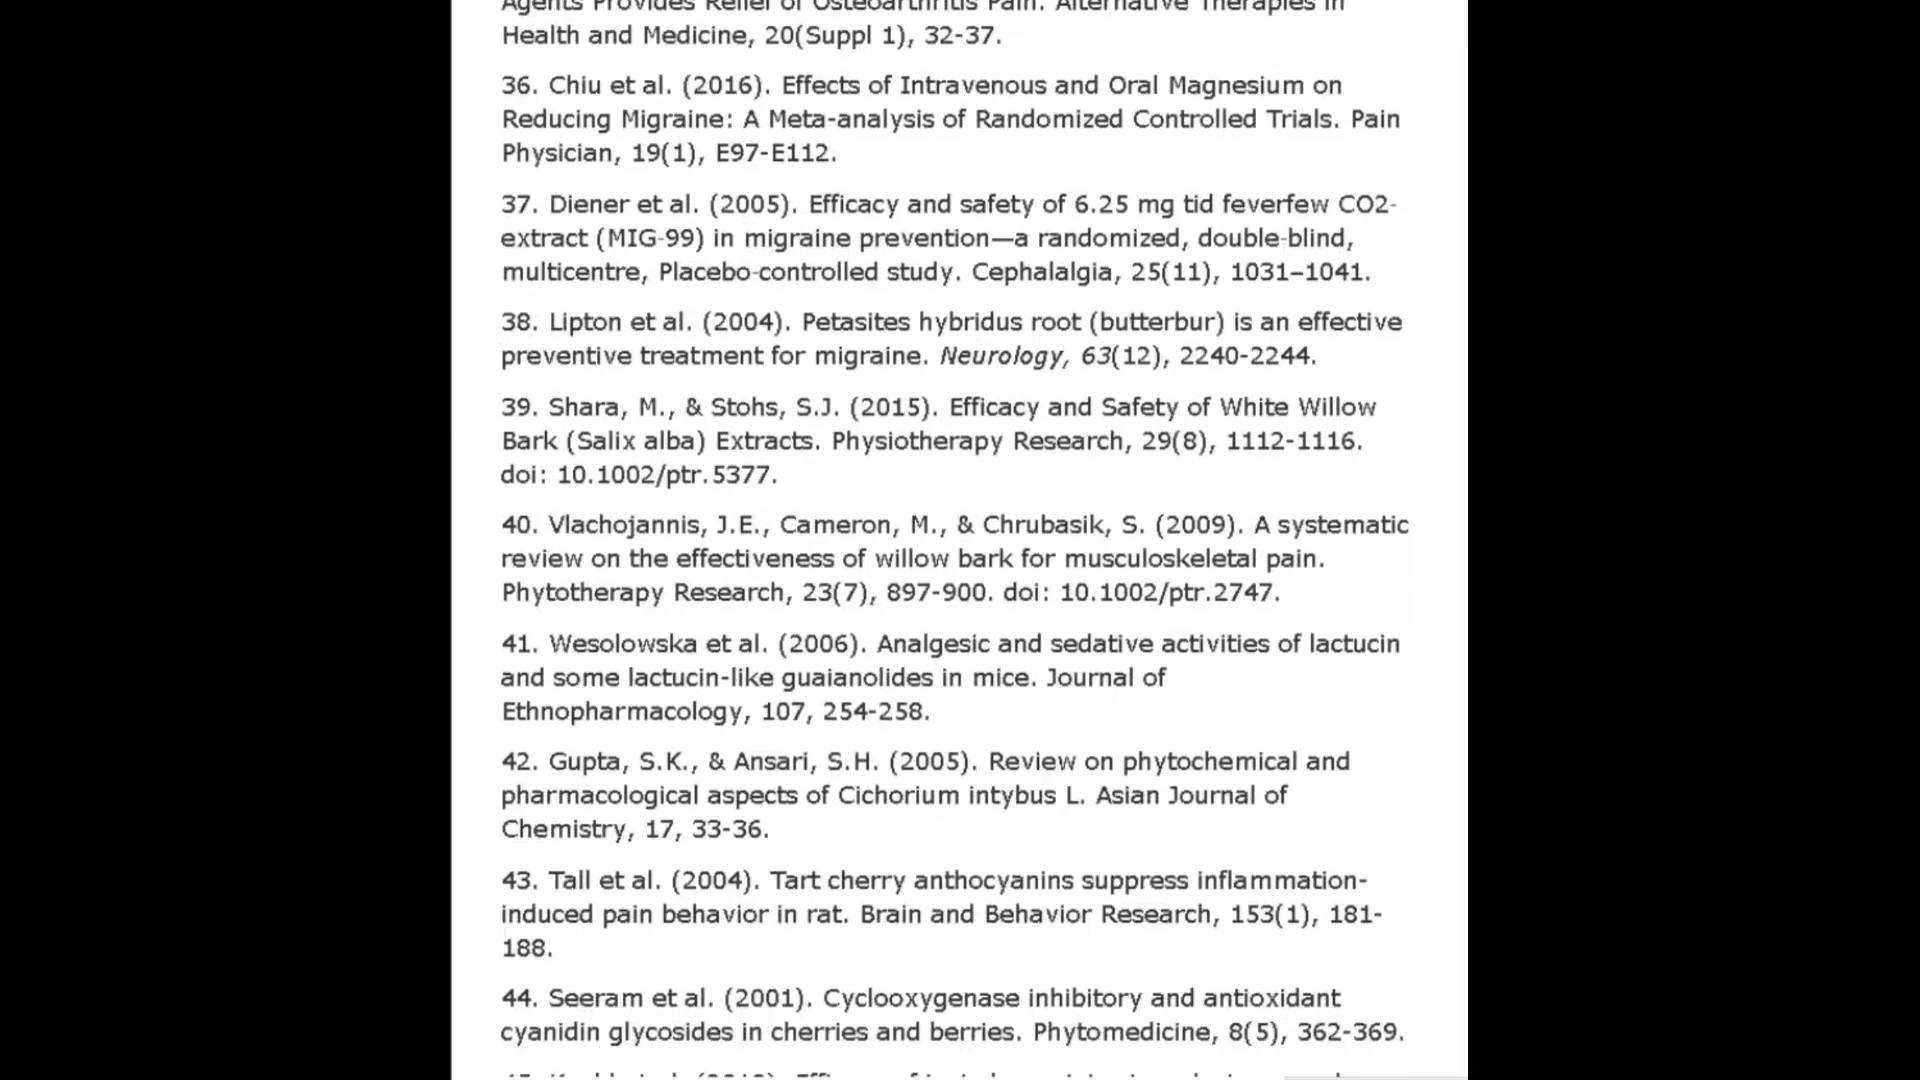 Agents Provides Relief of Osteoarthritis Pain. Alternative Therapies in
Health and Medicine, 20(Suppl 1), 32-37.
36. Chiu et al. (2016). Effects of Intravenous and Oral Magnesium on
Reducing Migraine: A Meta-analysis of Randomized Controlled Trials. Pain
Physician, 19(1), E97-E112.
37. Diener et al. (2005). Efficacy and safety of 6.25 mg tid feverfew CO2-
extract (MIG-99) in migraine prevention—a randomized, double-blind,
multicentre, Placebo-controlled study. Cephalalgia, 25(11), 1031–1041.
38. Lipton et al. (2004). Petasites hybridus root (butterbur) is an effective
preventive treatment for migraine. Neurology, 63(12), 2240-2244.
39. Shara, M., & Stohs, S.J. (2015). Efficacy and Safety of White Willow
Bark (Salix alba) Extracts. Physiotherapy Research, 29(8), 1112-1116.
doi: 10.1002/ptr.5377.
40. Vlachojannis, J.E., Cameron, M., & Chrubasik, S. (2009). A systematic
review on the effectiveness of willow bark for musculoskeletal pain.
Phytotherapy Research, 23(7), 897-900. doi: 10.1002/ptr.2747.
41. Wesolowska et al. (2006). Analgesic and sedative activities of lactucin
and some lactucin-like guaianolides in mice. Journal of
Ethnopharmacology, 107, 254-258.
42. Gupta, S.K., & Ansari, S.H. (2005). Review on phytochemical and
pharmacological aspects of Cichorium intybus L. Asian Journal of
Chemistry, 17, 33-36.
43. Tall et al. (2004). Tart cherry anthocyanins suppress inflammation-
induced pain behavior in rat. Brain and Behavior Research, 153(1), 181-
188.
44. Seeram et al. (2001). Cyclooxygenase inhibitory and antioxidant
cyanidin glycosides in cherries and berries. Phytomedicine, 8(5), 362-369.